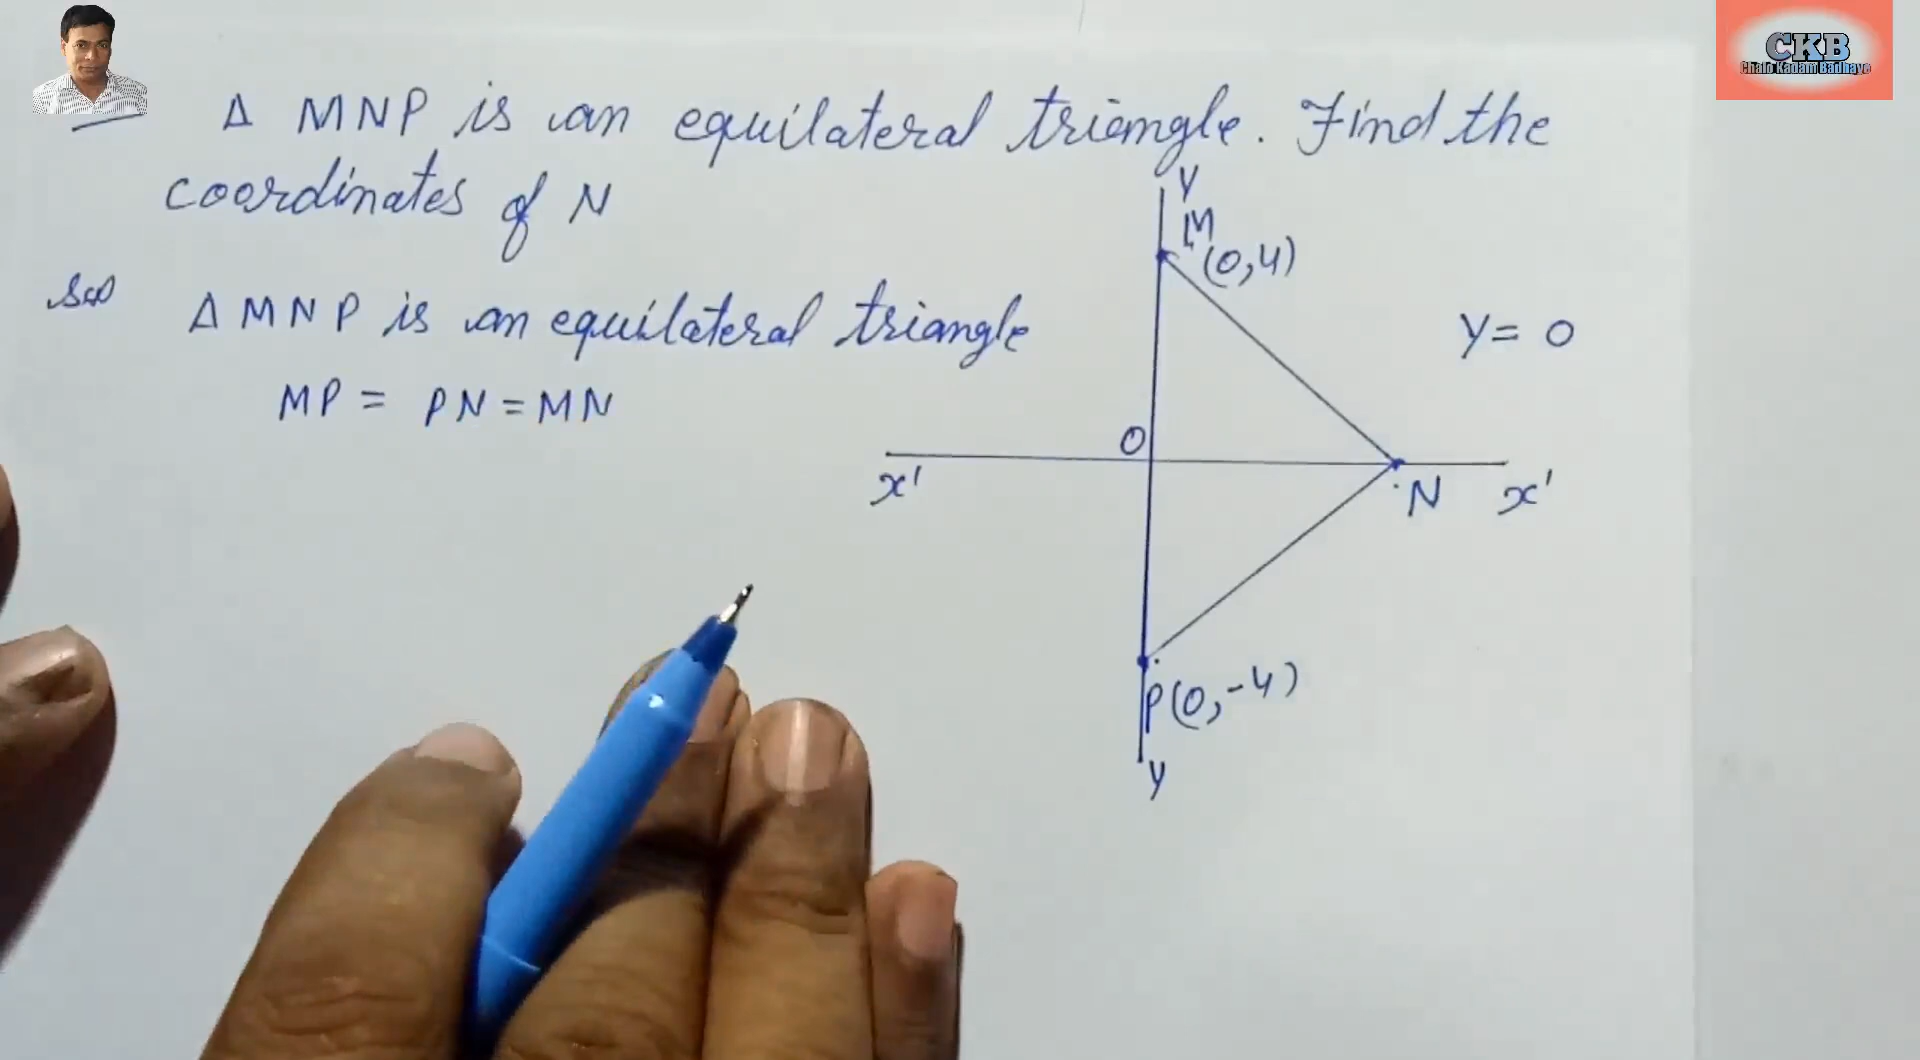 CKB
Chalo Kadam Badhaye
Δ MNP is an equilateral triangle. Find the
coordinates of N
Sol
Δ MNP is an equilateral triangle
MP = PN = MN
Y
M
(0,4)
Y = 0
O
x'
N
x'
P(0,-4)
Y